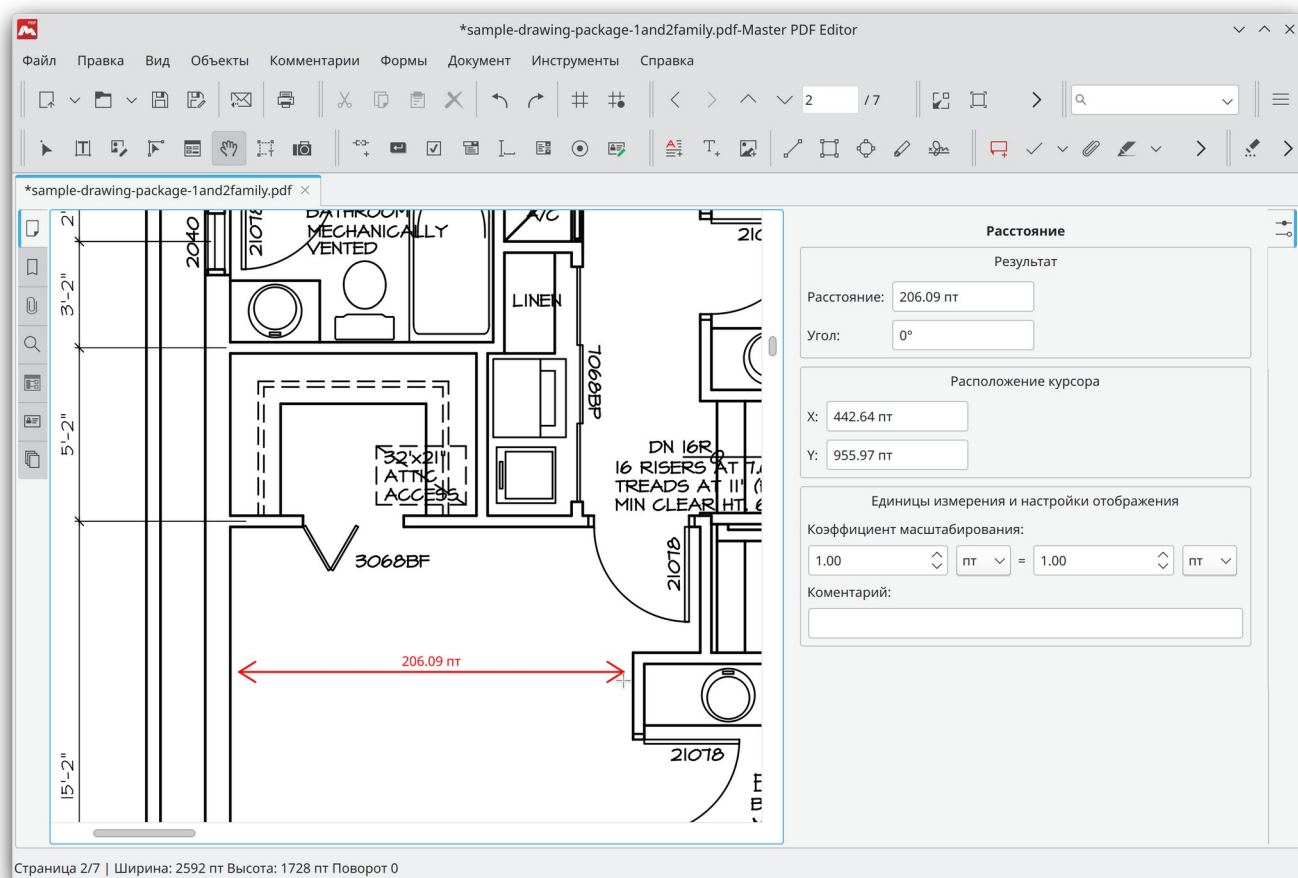 *sample-drawing-package-1and2family.pdf-Master PDF Editor
Файл Правка Вид Объекты Комментарии Формы Документ Инструменты Справка
2 / 7
*sample-drawing-package-1and2family.pdf
2040
21078
BATHROOM
MECHANICALLY
VENTED
A/C
3'-2"
LINEN
7068BP
5'-2"
32"x21"
ATTIC
ACCESS
DN 16R
16 RISERS AT 7.
TREADS AT 11" (
MIN CLEAR HT. 6
3068BF
21078
206.09 пт
21078
15'-2"
Расстояние
Результат
Расстояние: 206.09 пт
Угол: 0°
Расположение курсора
X: 442.64 пт
Y: 955.97 пт
Единицы измерения и настройки отображения
Коэффициент масштабирования:
1.00 пт = 1.00 пт
Коментарий:
Страница 2/7 | Ширина: 2592 пт Высота: 1728 пт Поворот 0